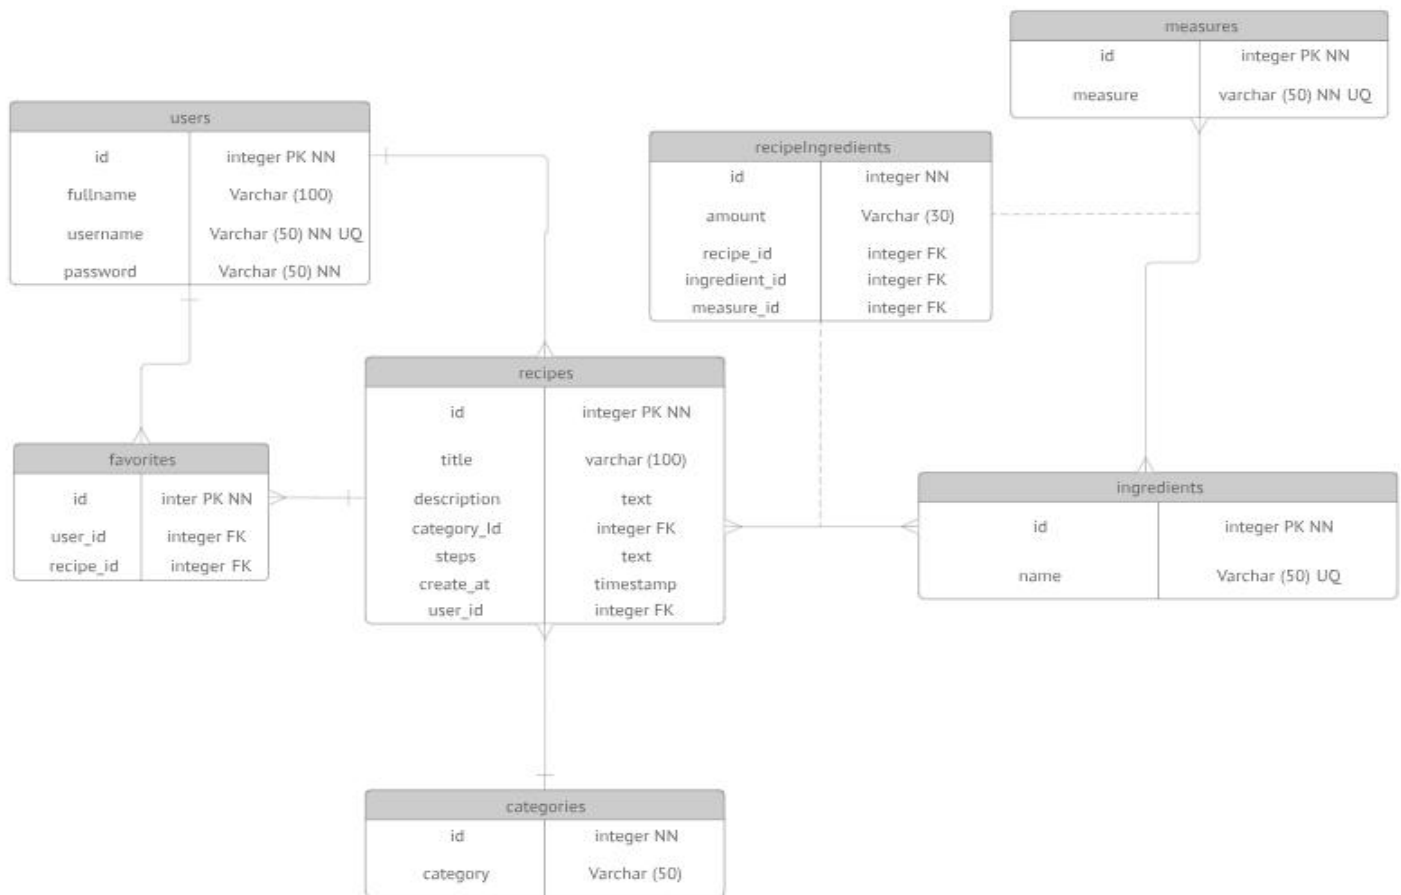 measures
id integer PK NN
measure varchar (50) NN UQ
users
id integer PK NN
fullname Varchar (100)
username Varchar (50) NN UQ
password Varchar (50) NN
recipeIngredients
id integer NN
amount Varchar (30)
recipe_id integer FK
ingredient_id integer FK
measure_id integer FK
recipes
id integer PK NN
title varchar (100)
description text
category_Id integer FK
steps text
create_at timestamp
user_id integer FK
favorites
id inter PK NN
user_id integer FK
recipe_id integer FK
ingredients
id integer PK NN
name Varchar (50) UQ
categories
id integer NN
category Varchar (50)